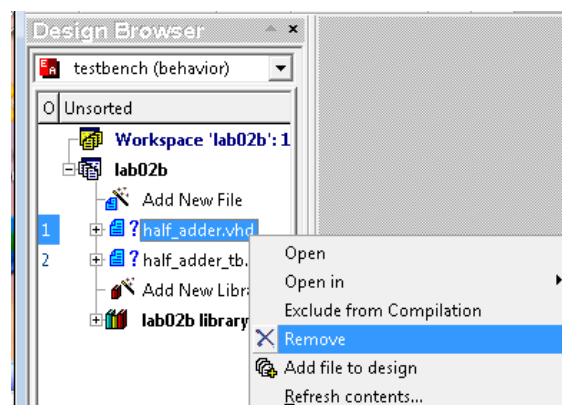 Design Browser
testbench (behavior)
O Unsorted
Workspace 'lab02b': 1
lab02b
Add New File
1 ? half_adder.vhd
2 ? half_adder_tb.
Add New Libr
lab02b library
Open
Open in
Exclude from Compilation
Remove
Add file to design
Refresh contents...